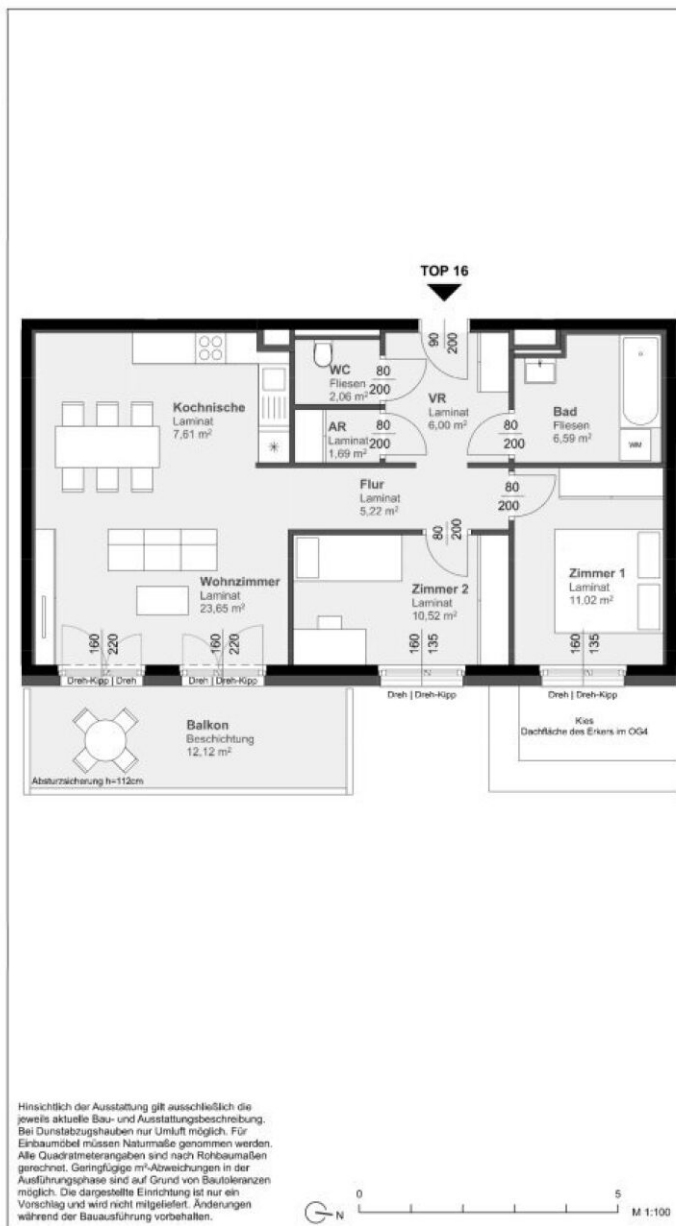 TOP 16
90
200
WC
Fliesen
2,06 m²
80
200
VR
Laminat
6,00 m²
Kochnische
Laminat
7,61 m²
AR
Laminat
1,69 m²
80
200
80
200
Bad
Fliesen
6,59 m²
WM
Flur
Laminat
5,22 m²
80
200
80
200
Wohnzimmer
Laminat
23,65 m²
Zimmer 2
Laminat
10,52 m²
Zimmer 1
Laminat
11,02 m²
160
220
160
220
160
135
160
135
Dreh-Kipp | Dreh
Dreh | Dreh-Kipp
Dreh | Dreh-Kipp
Dreh | Dreh-Kipp
Balkon
Beschichtung
12,12 m²
Kies
Dachfläche des Erkers im OG4
Absturzsicherung h=112cm
Hinsichtlich der Ausstattung gilt ausschließlich die
jeweils aktuelle Bau- und Ausstattungsbeschreibung.
Bei Dunstabzugshauben nur Umluft möglich. Für
Einbaumöbel müssen Naturmaße genommen werden.
Alle Quadratmeterangaben sind nach Rohbaumaßen
gerechnet. Geringfügige m²-Abweichungen in der
Ausführungsphase sind auf Grund von Bautoleranzen
möglich. Die dargestellte Einrichtung ist nur ein
Vorschlag und wird nicht mitgeliefert. Änderungen
während der Bauausführung vorbehalten.
N
0
5
M 1:100